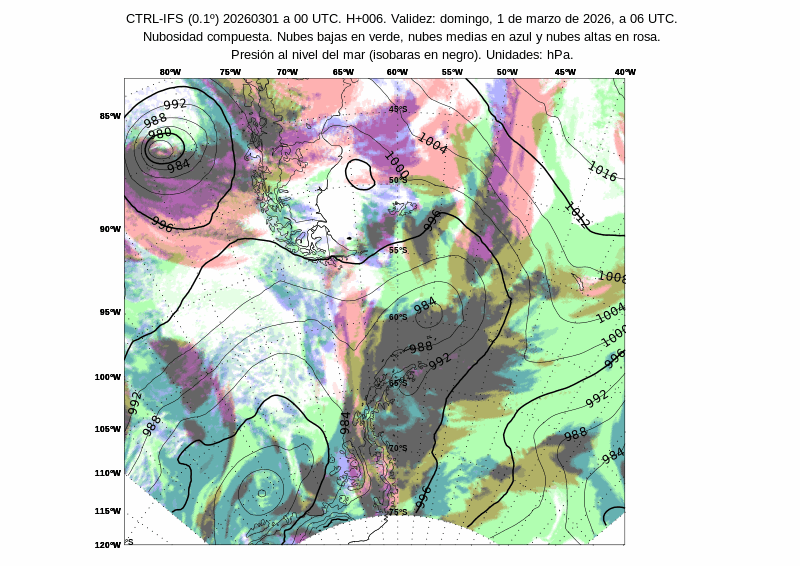 CTRL-IFS (0.1º) 20260301 a 00 UTC. H+006. Validez: domingo, 1 de marzo de 2026, a 06 UTC.
Nubosidad compuesta. Nubes bajas en verde, nubes medias en azul y nubes altas en rosa.
Presión al nivel del mar (isobaras en negro). Unidades: hPa.
80ºW 75ºW 70ºW 65ºW 60ºW 55ºW 50ºW 45ºW 40ºW
992
45ºS
85ºW
988
980
1004
984
1000
1016
50ºS
1012
996
996
90ºW
55ºS
1008
984
95ºW
60ºS
1004
1000
988
992
996
100ºW
65ºS
992
992
984
988
105ºW
988
70ºS
984
110ºW
996
115ºW
75ºS
120ºW
ºS